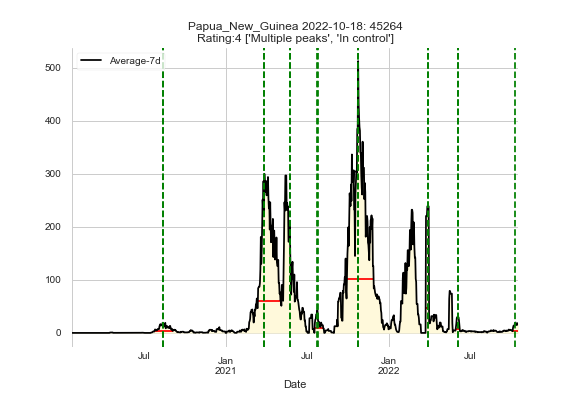 Papua_New_Guinea 2022-10-18: 45264
Rating:4 ['Multiple peaks', 'In control']
Average-7d
500
400
300
200
100
0
Jul
Jan
2021
Jul
Jan
2022
Jul
Date